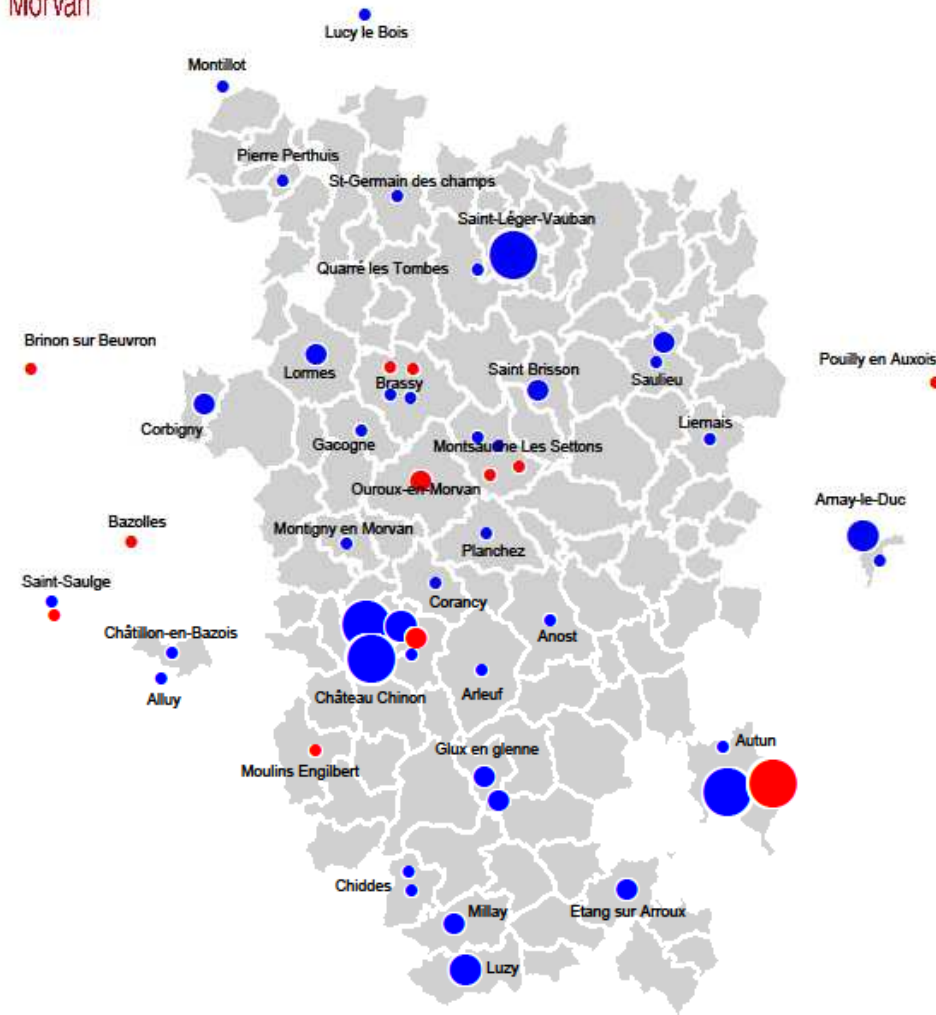 Morvan
Lucy le Bois
Montillot
Pierre Perthuis
St-Germain des champs
Saint-Léger-Vauban
Quarré les Tombes
Brinon sur Beuvron
Pouilly en Auxois
Lormes
Brassy
Saint Brisson
Saulieu
Corbigny
Gacogne
Montsauche Les Settons
Liernais
Ouroux-en-Morvan
Arnay-le-Duc
Bazolles
Montigny en Morvan
Planchez
Saint-Saulge
Corancy
Châtillon-en-Bazois
Anost
Alluy
Château Chinon
Arleuf
Autun
Glux en glenne
Moulins Engilbert
Chiddes
Millay
Etang sur Arroux
Luzy